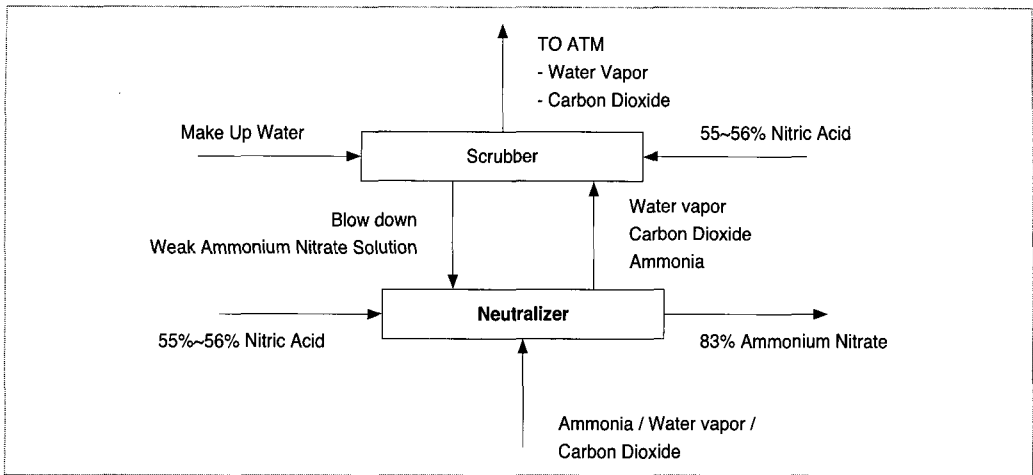 TO ATM
- Water Vapor
- Carbon Dioxide
Make Up Water
55~56% Nitric Acid
Scrubber
Blow down
Weak Ammonium Nitrate Solution
Water vapor
Carbon Dioxide
Ammonia
Neutralizer
55%~56% Nitric Acid
83% Ammonium Nitrate
Ammonia / Water vapor /
Carbon Dioxide